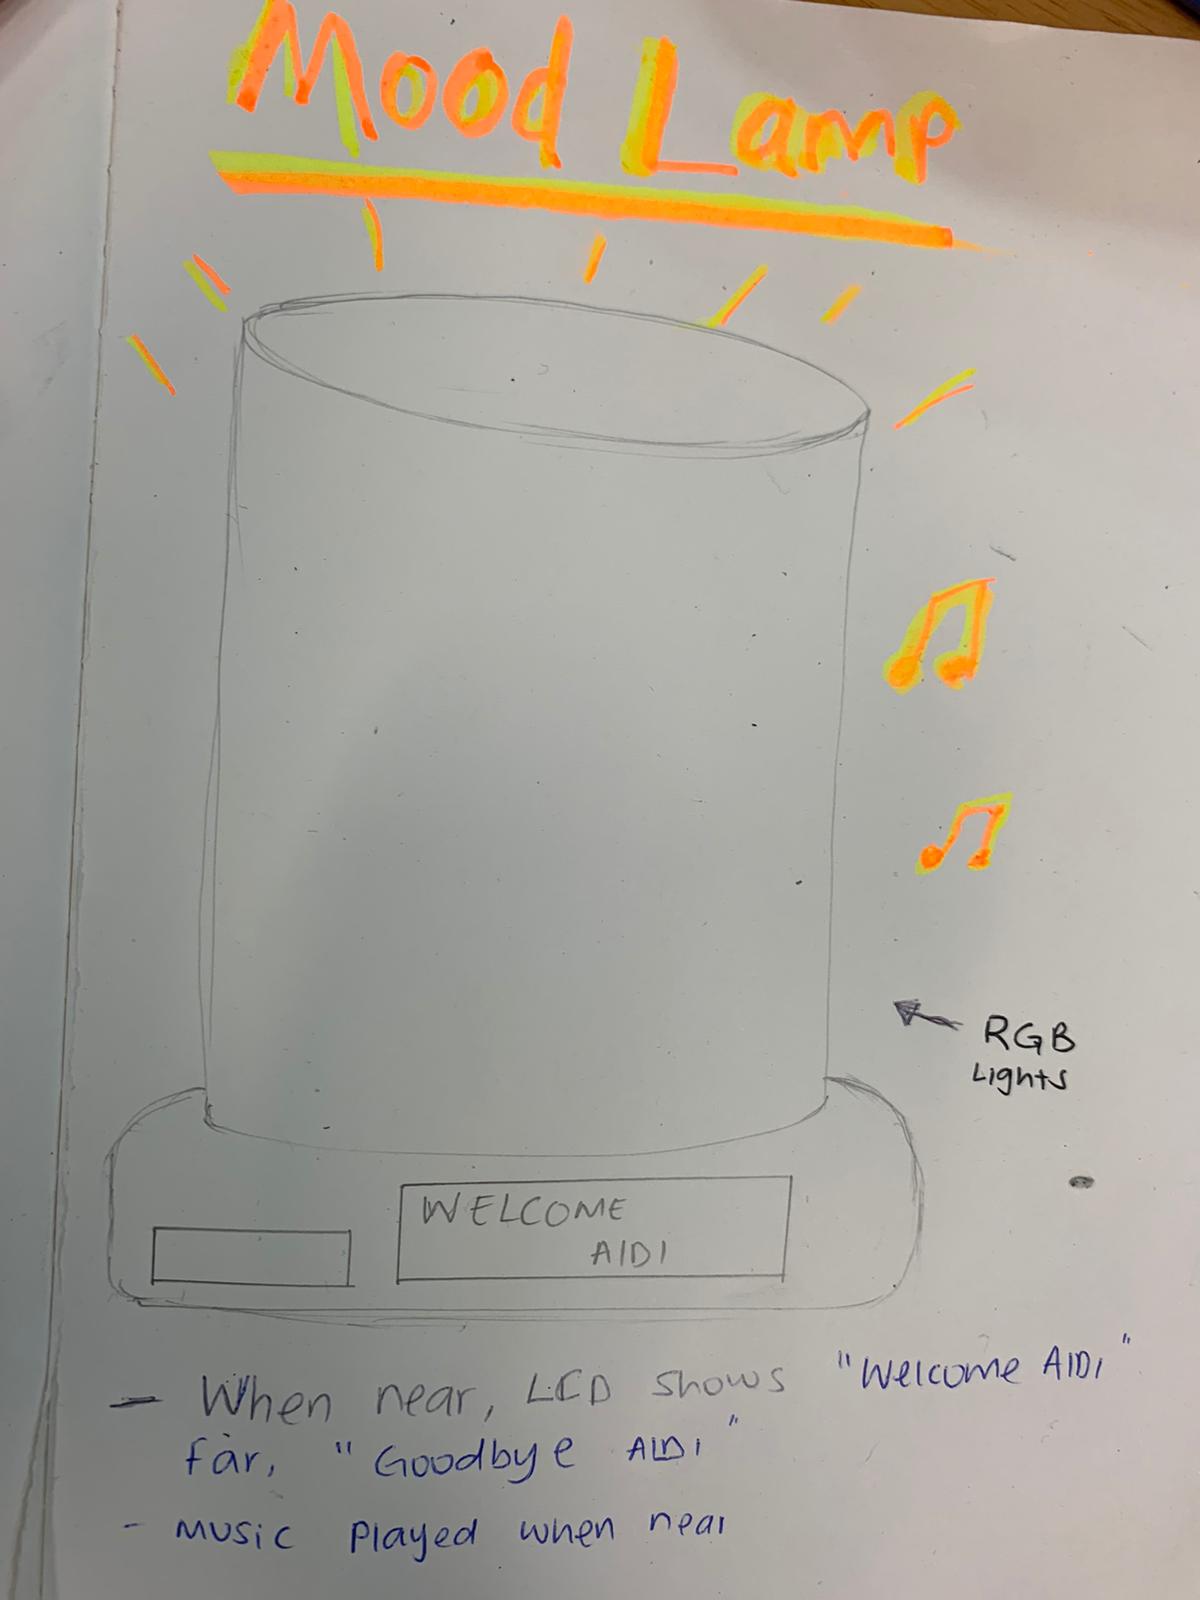 Mood Lamp
RGB
Lights
WELCOME
AIDI
- When near, LCD shows "Welcome AIDI"
far, "Goodbye AIDI"
- Music played when near